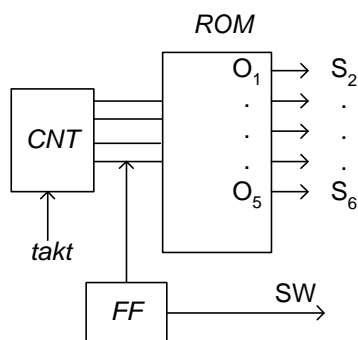 ROM
O₁ S₂
. .
CNT . .
. .
O₅ S₆
takt
SW
FF